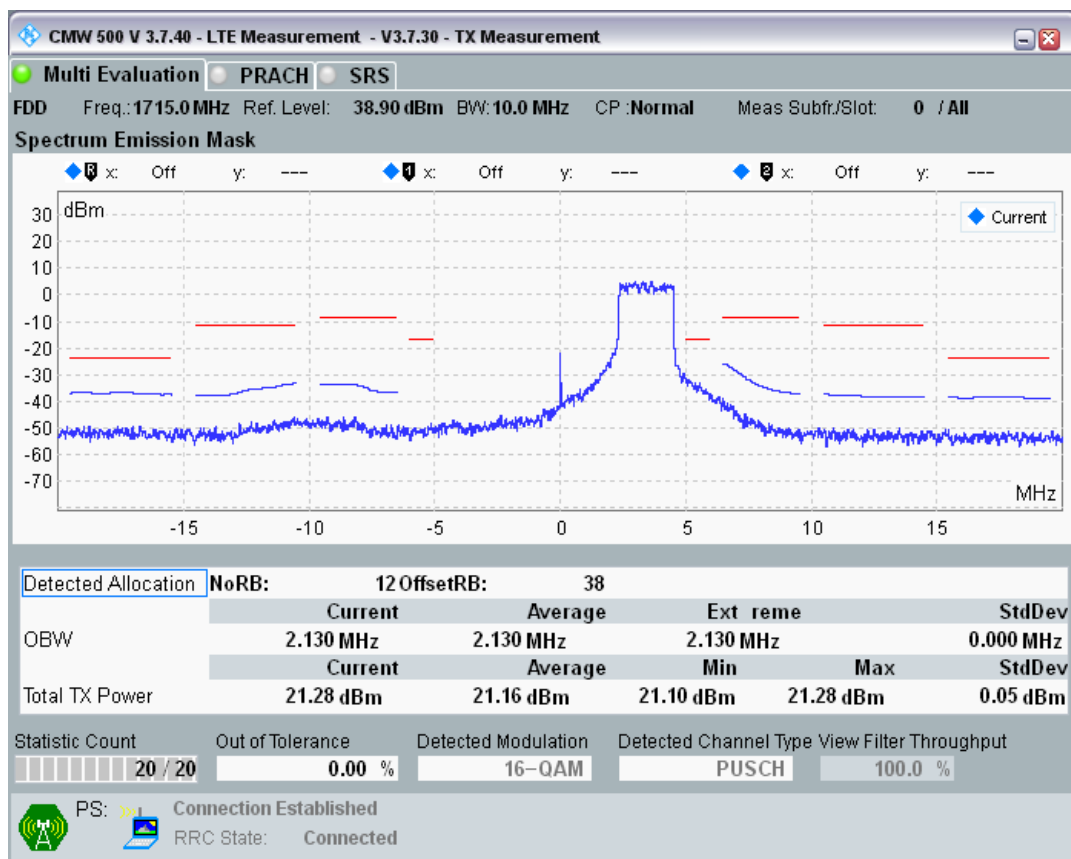 CMW 500 V 3.7.40 - LTE Measurement - V3.7.30 - TX Measurement
Multi Evaluation PRACH SRS
FDD Freq.: 1715.0 MHz Ref. Level: 38.90 dBm BW: 10.0 MHz CP :Normal Meas Subfr./Slot: 0 / All
Spectrum Emission Mask
R x: Off y: --- 1 x: Off y: --- 2 x: Off y: ---
dBm
Current
30
20
10
0
-10
-20
-30
-40
-50
-60
-70
MHz
-15 -10 -5 0 5 10 15
Detected Allocation NoRB: 12 OffsetRB: 38
Current Average Ext reme StdDev
OBW 2.130 MHz 2.130 MHz 2.130 MHz 0.000 MHz
Current Average Min Max StdDev
Total TX Power 21.28 dBm 21.16 dBm 21.10 dBm 21.28 dBm 0.05 dBm
Statistic Count Out of Tolerance Detected Modulation Detected Channel Type View Filter Throughput
20 / 20 0.00 % 16-QAM PUSCH 100.0 %
PS: Connection Established
RRC State: Connected